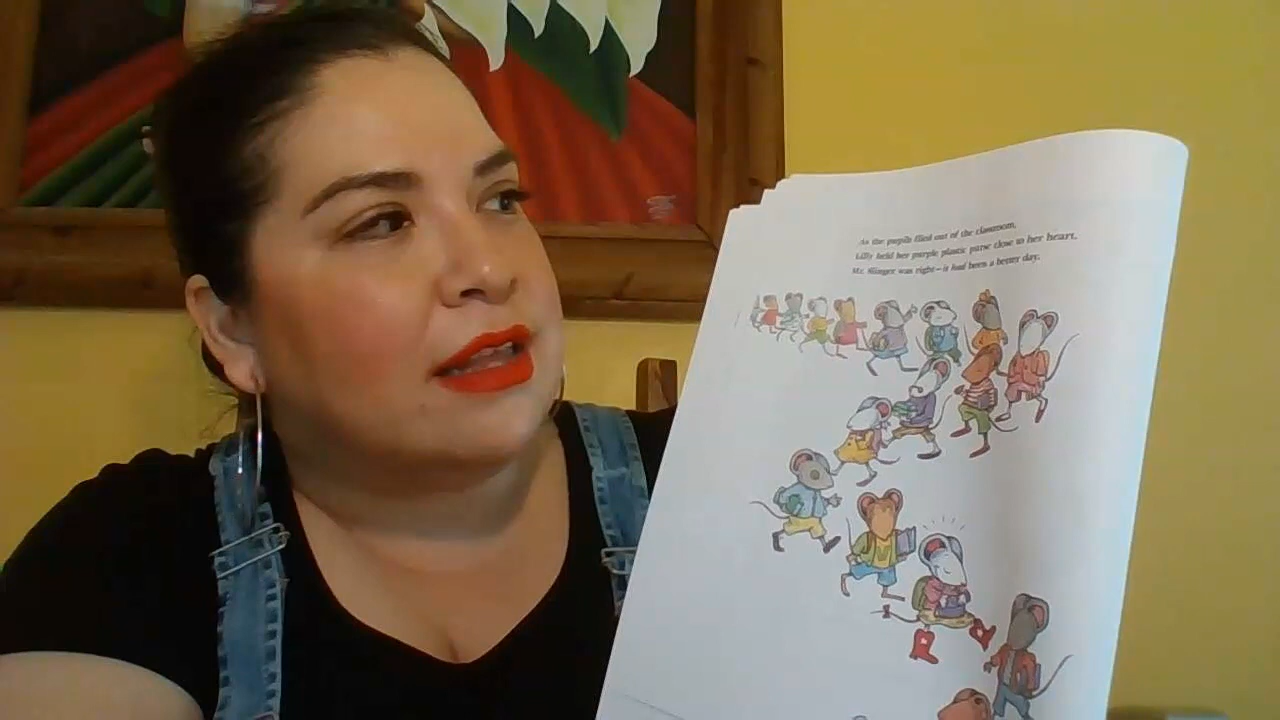 As the pupils filed out of the classroom,
Lilly held her purple plastic purse close to her heart.
Mr. Slinger was right—it had been a better day.